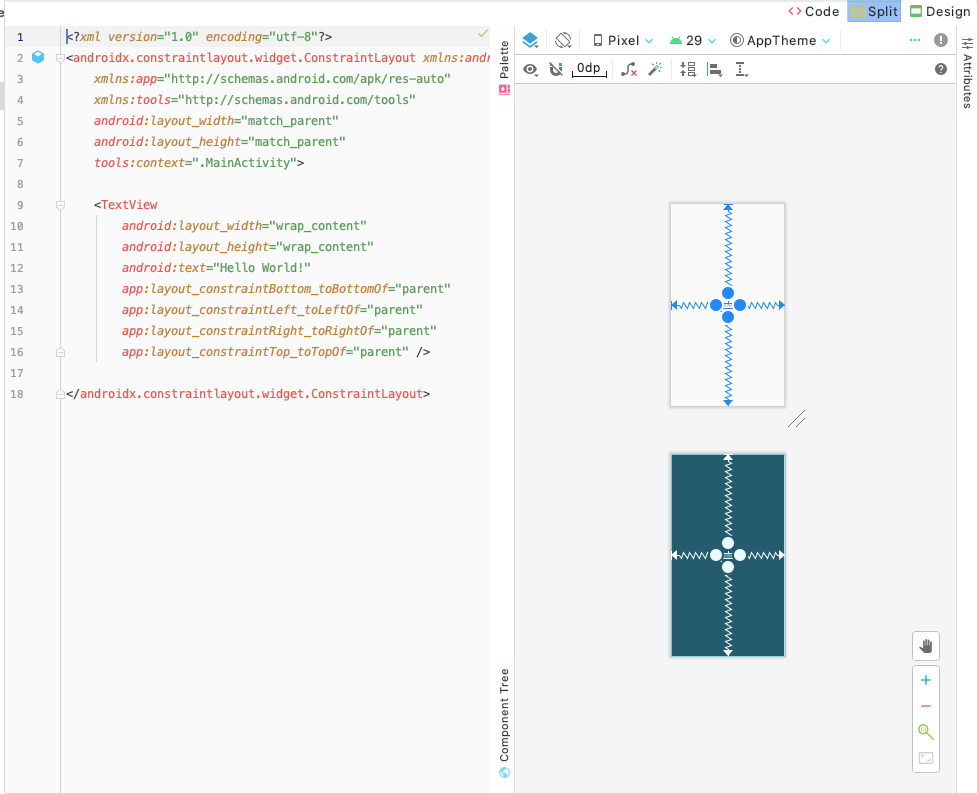 Code Split Design
1 <?xml version="1.0" encoding="utf-8"?>
2 <androidx.constraintlayout.widget.ConstraintLayout xmlns:andr
3 xmlns:app="http://schemas.android.com/apk/res-auto"
4 xmlns:tools="http://schemas.android.com/tools"
5 android:layout_width="match_parent"
6 android:layout_height="match_parent"
7 tools:context=".MainActivity">
8
9 <TextView
10 android:layout_width="wrap_content"
11 android:layout_height="wrap_content"
12 android:text="Hello World!"
13 app:layout_constraintBottom_toBottomOf="parent"
14 app:layout_constraintLeft_toLeftOf="parent"
15 app:layout_constraintRight_toRightOf="parent"
16 app:layout_constraintTop_toTopOf="parent" />
17
18 </androidx.constraintlayout.widget.ConstraintLayout>
Palette
Component Tree
Pixel 29 AppTheme
0dp
Attributes